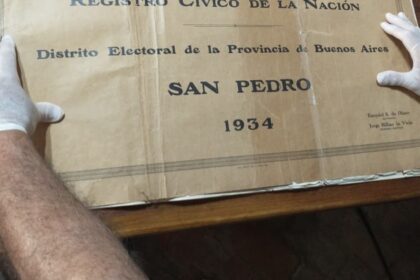 REGISTRO CÍVICO DE LA NACIÓN
Distrito Electoral de la Provincia de Buenos Aires
SAN PEDRO
1934